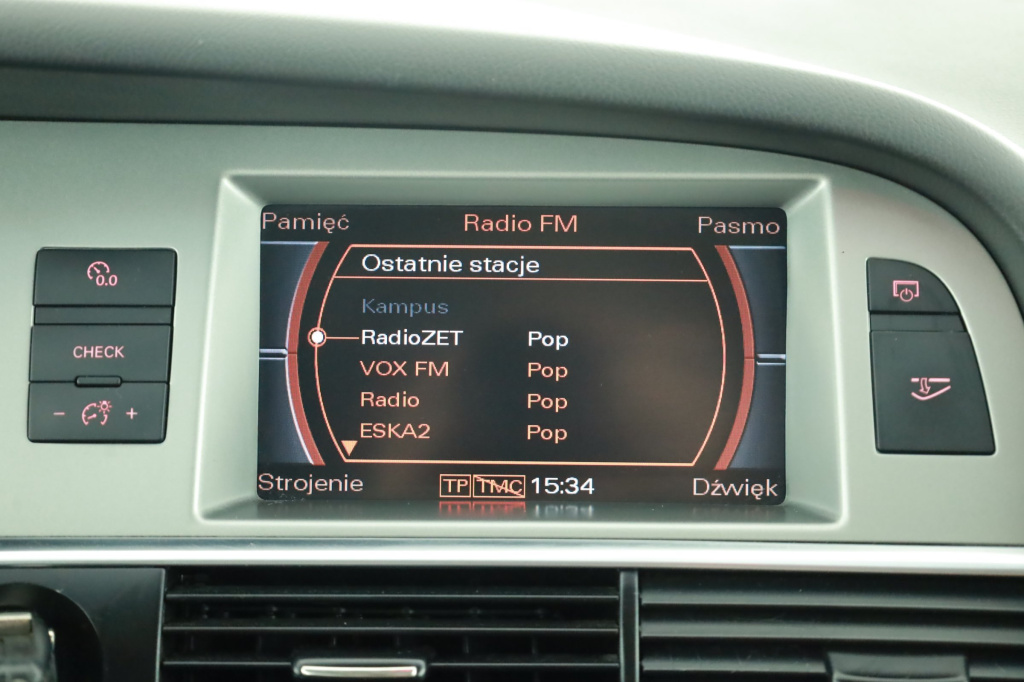 Pamięć Radio FM Pasmo
Ostatnie stacje
0.0
Kampus
RadioZET Pop
CHECK
VOX FM Pop
Radio Pop
- +
ESKA2 Pop
Strojenie TP TMC 15:34 Dźwięk